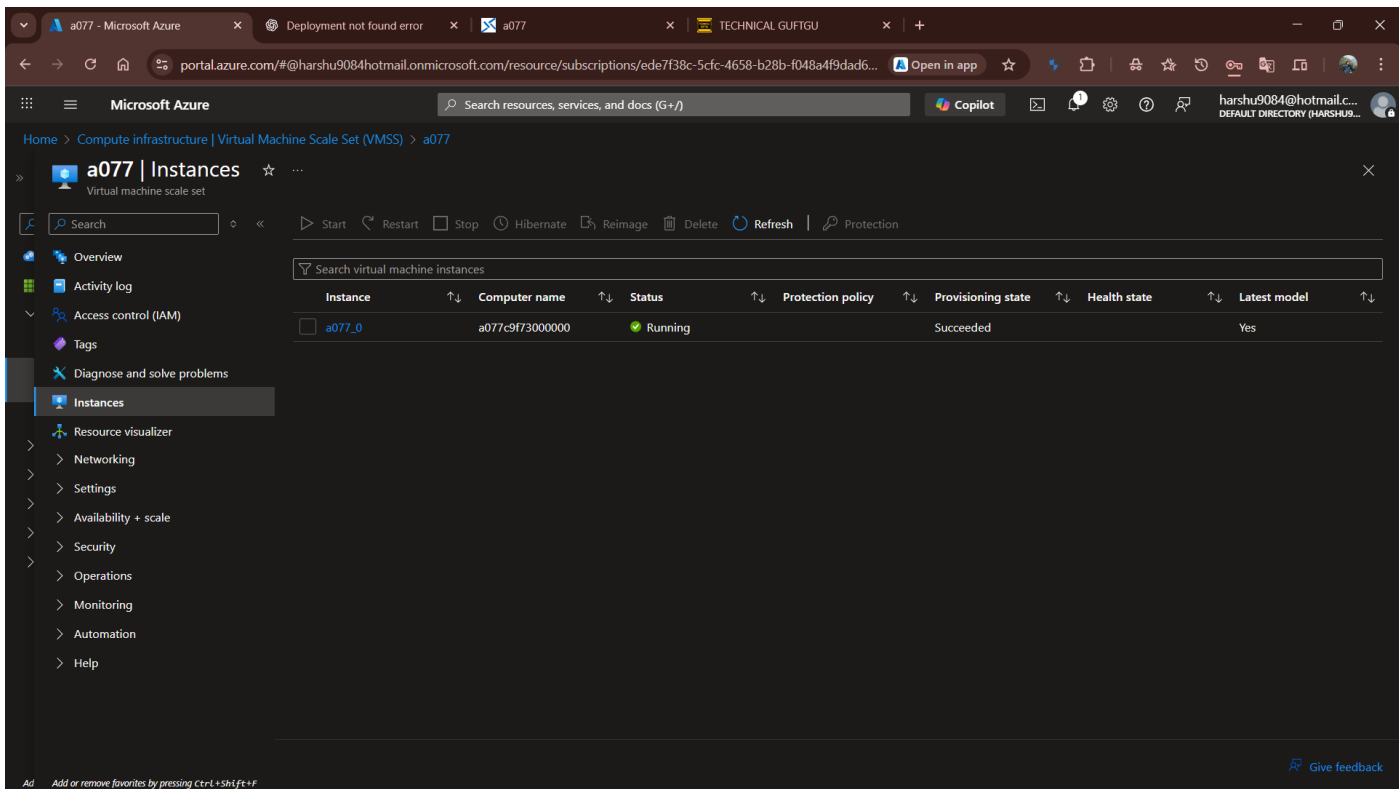 a077 - Microsoft Azure
Deployment not found error
a077
TECHNICAL GUFTGU
portal.azure.com/#@harshu9084hotmail.onmicrosoft.com/resource/subscriptions/ede7f38c-5cfc-4658-b28b-f048a4f9dad6...
Open in app
Microsoft Azure
Search resources, services, and docs (G+/)
Copilot
1
harshu9084@hotmail.c...
DEFAULT DIRECTORY (HARSHU9...
Home > Compute infrastructure | Virtual Machine Scale Set (VMSS) > a077
a077 | Instances
Virtual machine scale set
Search
Overview
Activity log
Access control (IAM)
Tags
Diagnose and solve problems
Instances
Resource visualizer
Networking
Settings
Availability + scale
Security
Operations
Monitoring
Automation
Help
Start Restart Stop Hibernate Reimage Delete Refresh Protection
Search virtual machine instances
Instance Computer name Status Protection policy Provisioning state Health state Latest model
a077_0 a077c9f73000000 Running Succeeded Yes
Give feedback
Ad
Add or remove favorites by pressing Ctrl+Shift+F